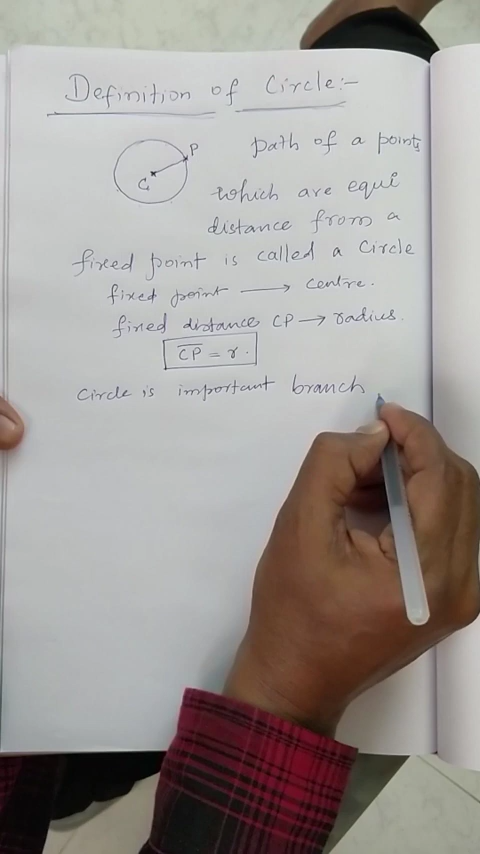 Definition of Circle:-
P
C
path of a points
which are equi
distance from a
fixed point is called a Circle
fixed point → centre.
fixed distance CP → radius.
CP = r.
circle is important branch